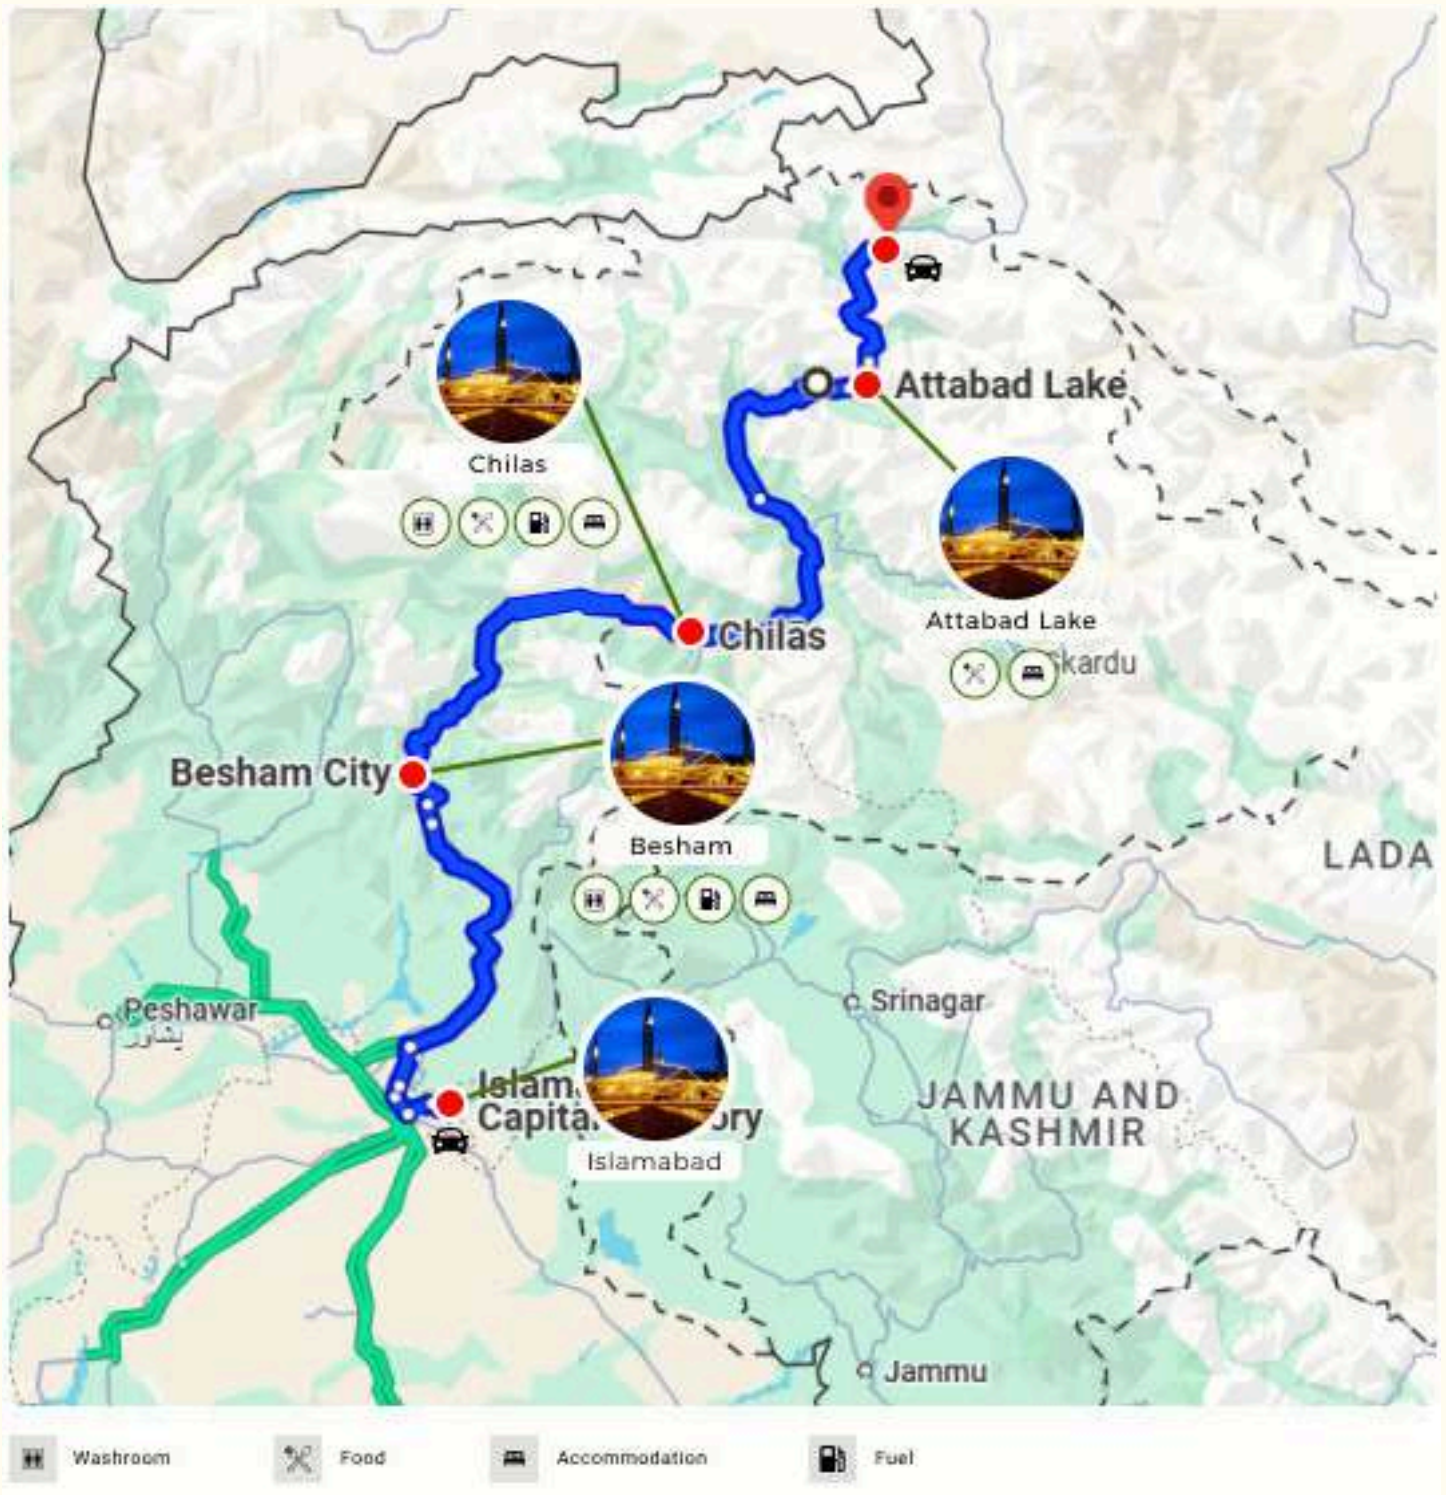 Attabad Lake
Chilas
Attabad Lake
Chilas
Skardu
Besham City
Besham
LADA
Peshawar
پشاور
Srinagar
Islam
Capita ory
JAMMU AND
KASHMIR
Islamabad
Jammu
Washroom
Food
Accommodation
Fuel